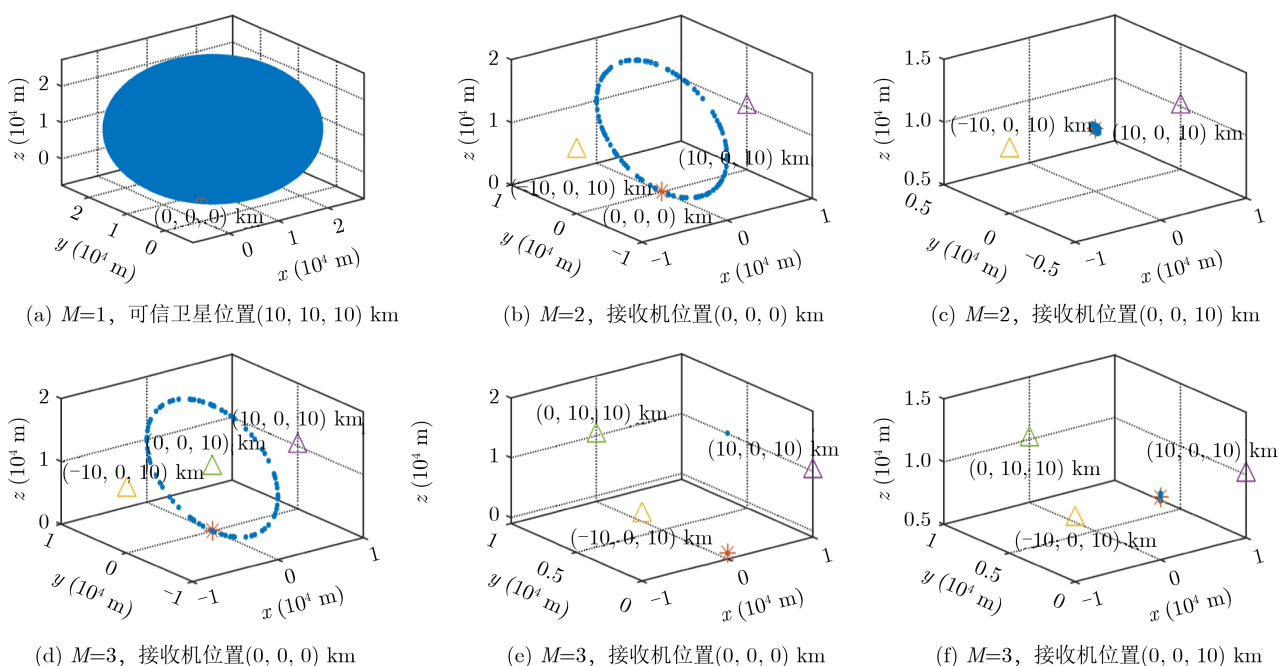 z (10⁴ m)
2
1
0
2
1
0
y (10⁴ m)
0
1
2
x (10⁴ m)
(0, 0, 0) km
(a) M=1，可信卫星位置(10, 10, 10) km
z (10⁴ m)
2
1
0
1
0
−1
y (10⁴ m)
−1
0
1
x (10⁴ m)
(10, 0, 10) km
(−10, 0, 10) km
(0, 0, 0) km
(b) M=2，接收机位置(0, 0, 0) km
z (10⁴ m)
1.5
1.0
0.5
0.5
0
−0.5
y (10⁴ m)
−1
0
1
x (10⁴ m)
(−10, 0, 10) km
(10, 0, 10) km
(c) M=2，接收机位置(0, 0, 10) km
z (10⁴ m)
2
1
0
1
0
−1
y (10⁴ m)
−1
0
1
x (10⁴ m)
(10, 0, 10) km
(0, 0, 10) km
(−10, 0, 10) km
(d) M=3，接收机位置(0, 0, 0) km
z (10⁴ m)
2
1
0
1
0.5
0
y (10⁴ m)
−1
0
1
x (10⁴ m)
(0, 10, 10) km
(10, 0, 10) km
(−10, 0, 10) km
(e) M=3，接收机位置(0, 0, 0) km
z (10⁴ m)
1.5
1.0
0.5
1
0.5
0
y (10⁴ m)
−1
0
1
x (10⁴ m)
(10, 0, 10) km
(0, 10, 10) km
(−10, 0, 10) km
(f) M=3，接收机位置(0, 0, 10) km